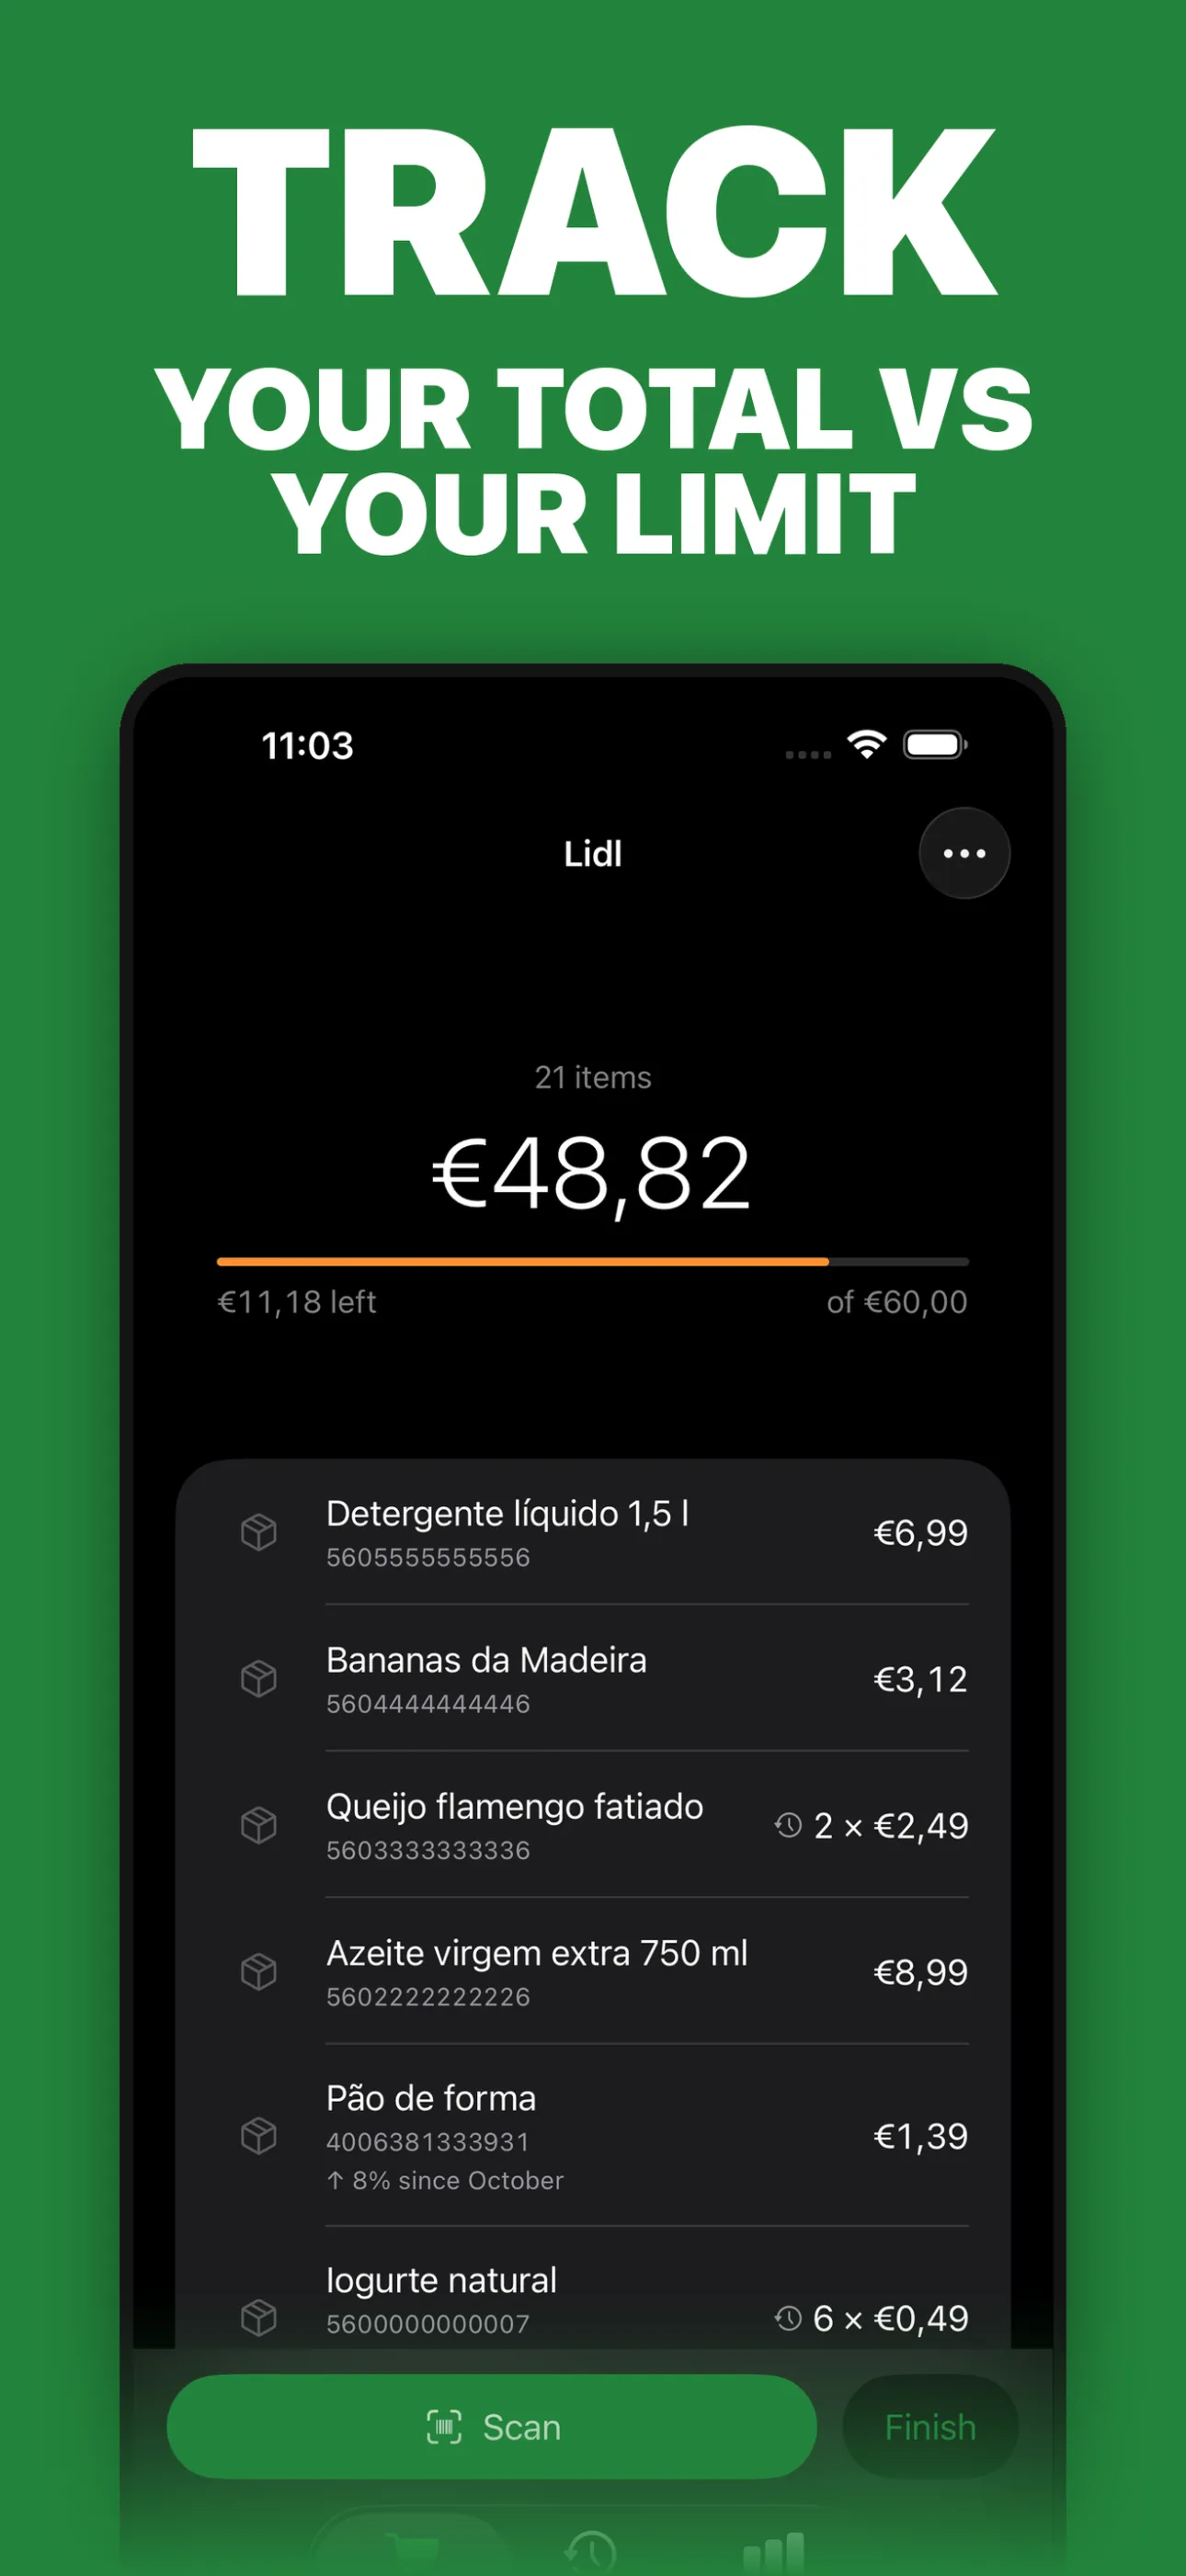 TRACK
YOUR TOTAL VS
YOUR LIMIT
11:03
Lidl
21 items
€48,82
€11,18 left
of €60,00
Detergente líquido 1,5 l
5605555555556
€6,99
Bananas da Madeira
5604444444446
€3,12
Queijo flamengo fatiado
5603333333336
2 × €2,49
Azeite virgem extra 750 ml
5602222222226
€8,99
Pão de forma
4006381333931
↑ 8% since October
€1,39
Iogurte natural
5600000000007
6 × €0,49
Scan
Finish